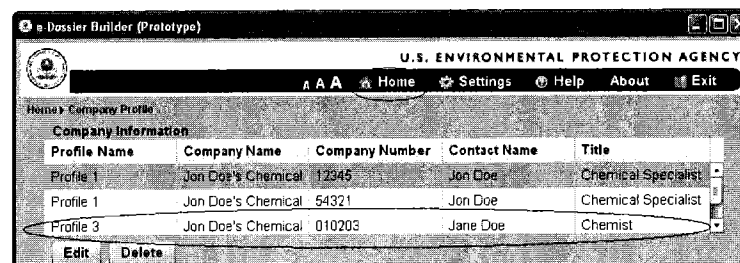 e-Dossier Builder (Prototype)
U.S. ENVIRONMENTAL PROTECTION AGENCY
A A A Home Settings Help About Exit
Home Company Profile
Company Information
Profile Name Company Name Company Number Contact Name Title
Profile 1 Jon Doe's Chemical 12345 Jon Doe Chemical Specialist
Profile 1 Jon Doe's Chemical 54321 Jon Doe Chemical Specialist
Profile 3 Jon Doe's Chemical 010203 Jane Doe Chemist
Edit Delete